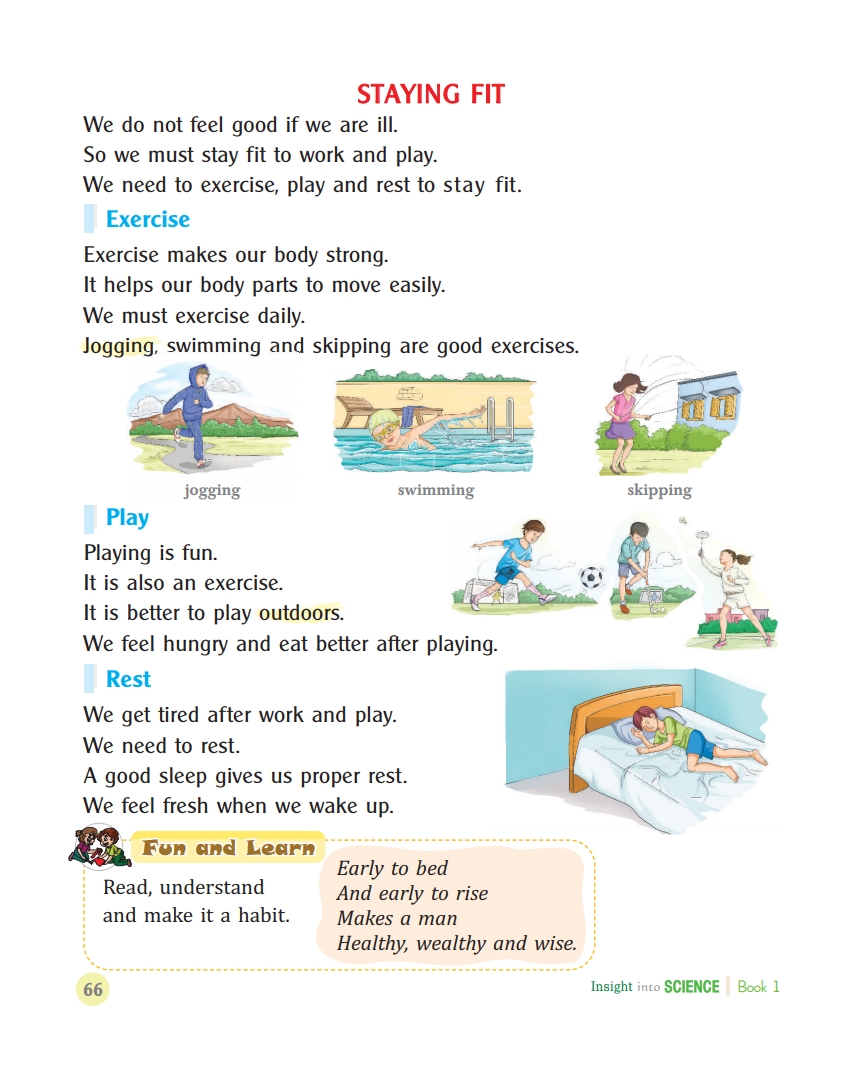 STAYING FIT
We do not feel good if we are ill.
So we must stay fit to work and play.
We need to exercise, play and rest to stay fit.
Exercise
Exercise makes our body strong.
It helps our body parts to move easily.
We must exercise daily.
Jogging, swimming and skipping are good exercises.
jogging
swimming
skipping
Play
Playing is fun.
It is also an exercise.
It is better to play outdoors.
We feel hungry and eat better after playing.
Rest
We get tired after work and play.
We need to rest.
A good sleep gives us proper rest.
We feel fresh when we wake up.
Fun and Learn
Read, understand
and make it a habit.
Early to bed
And early to rise
Makes a man
Healthy, wealthy and wise.
66
Insight into SCIENCE Book 1